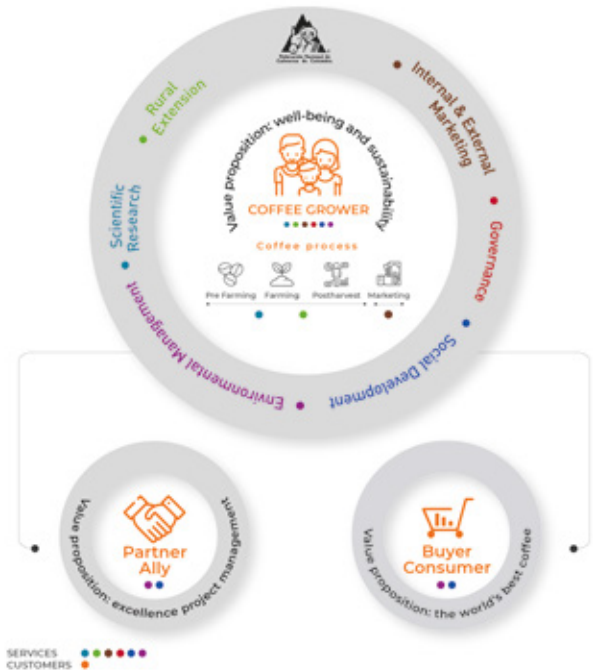 Federación Nacional de
Cafeteros de Colombia
Rural
Extension
Internal & External
Marketing
Scientific
Research
Governance
Environmental Management
Social Development
Value proposition: well-being and sustainability
COFFEE GROWER
Coffee process
Pre Farming Farming Postharvest Marketing
Partner
Ally
Value proposition: excellence project management
Buyer
Consumer
Value proposition: the world's best coffee
SERVICES
CUSTOMERS